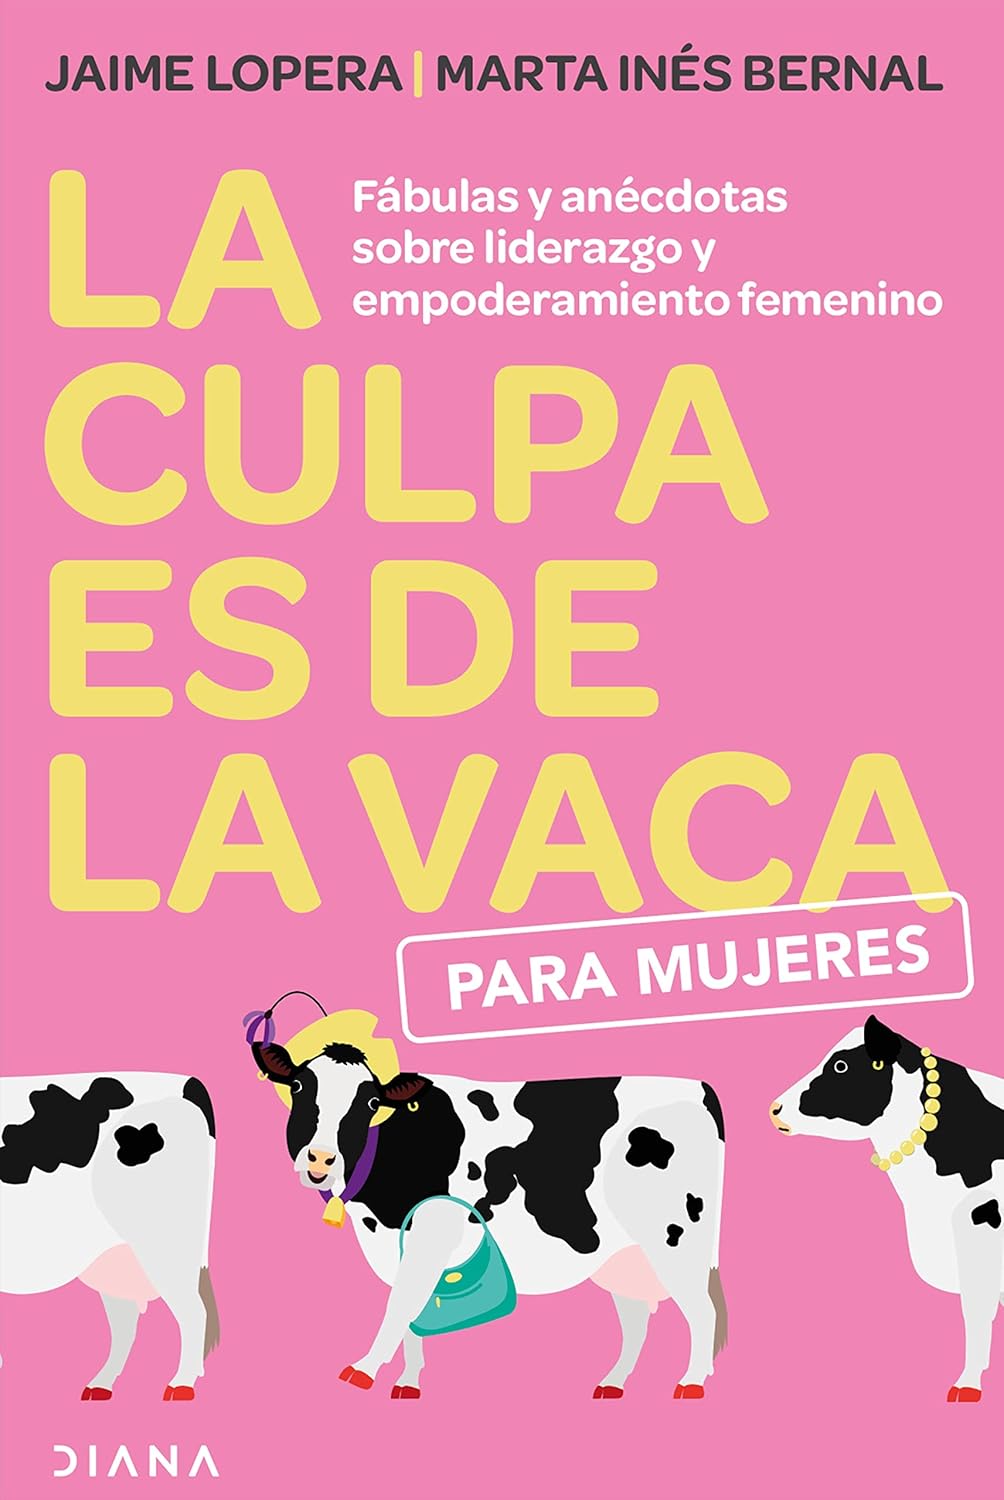 JAIME LOPERA | MARTA INÉS BERNAL
LA
Fábulas y anécdotas
sobre liderazgo y
empoderamiento femenino
CULPA
ES DE
LA VACA
PARA MUJERES
DIANA